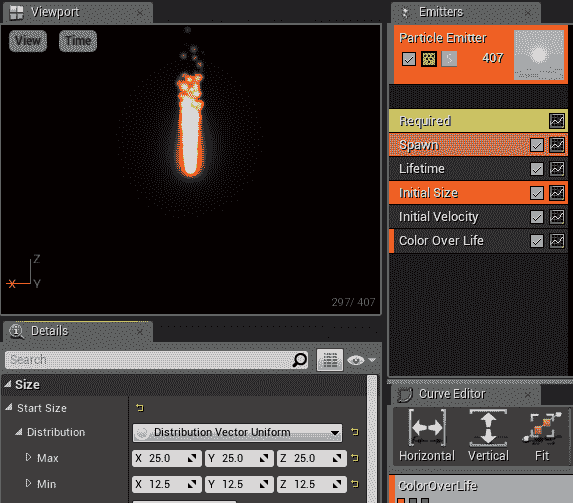 Viewport
Emitters
View Time
Particle Emitter
407
Required
Spawn
Lifetime
Initial Size
Initial Velocity
Color Over Life
Z
X Y
297/ 407
Details
Search
Size
Start Size
Distribution Distribution Vector Uniform
Max X 25.0 Y 25.0 Z 25.0
Min X 12.5 Y 12.5 Z 12.5
Curve Editor
Horizontal Vertical Fit
ColorOverLife